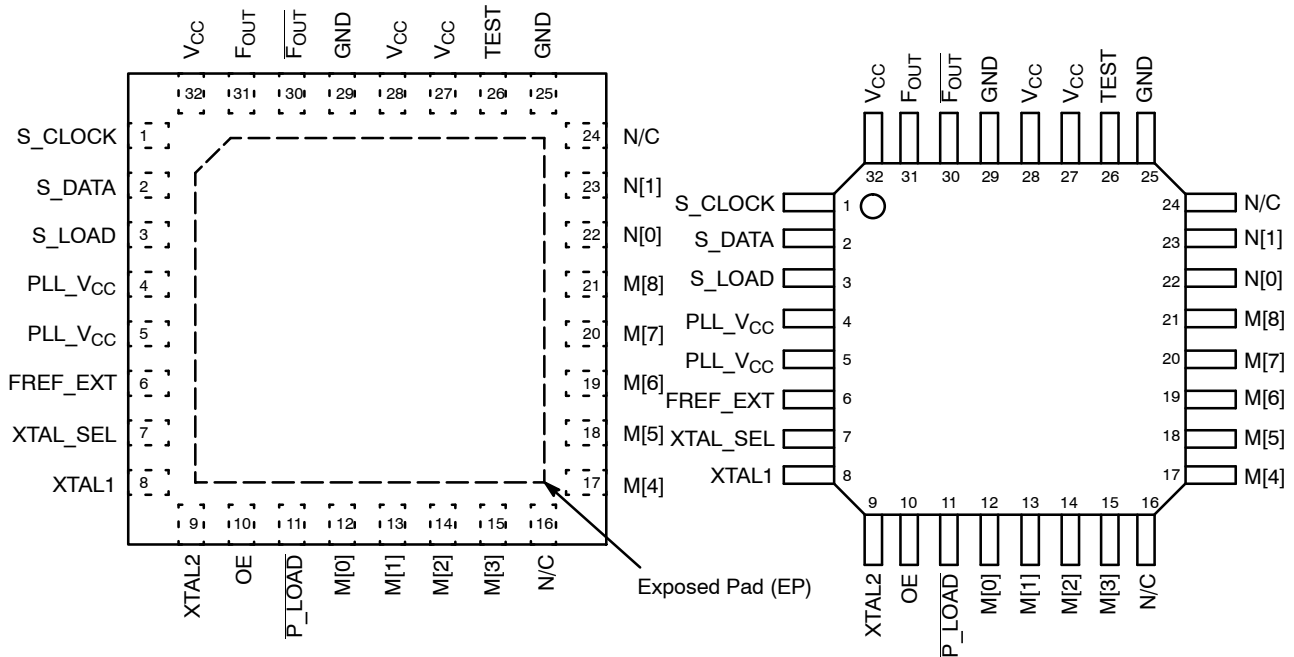 VCC FOUT F̅O̅U̅T̅ GND VCC VCC TEST GND
32 31 30 29 28 27 26 25
S_CLOCK 1
S_DATA 2
S_LOAD 3
PLL_VCC 4
PLL_VCC 5
FREF_EXT 6
XTAL_SEL 7
XTAL1 8
24 N/C
23 N[1]
22 N[0]
21 M[8]
20 M[7]
19 M[6]
18 M[5]
17 M[4]
9 10 11 12 13 14 15 16
XTAL2 OE P̅_̅L̅O̅A̅D̅ M[0] M[1] M[2] M[3] N/C
Exposed Pad (EP)
VCC FOUT F̅O̅U̅T̅ GND VCC VCC TEST GND
32 31 30 29 28 27 26 25
S_CLOCK 1
S_DATA 2
S_LOAD 3
PLL_VCC 4
PLL_VCC 5
FREF_EXT 6
XTAL_SEL 7
XTAL1 8
24 N/C
23 N[1]
22 N[0]
21 M[8]
20 M[7]
19 M[6]
18 M[5]
17 M[4]
9 10 11 12 13 14 15 16
XTAL2 OE P̅_̅L̅O̅A̅D̅ M[0] M[1] M[2] M[3] N/C